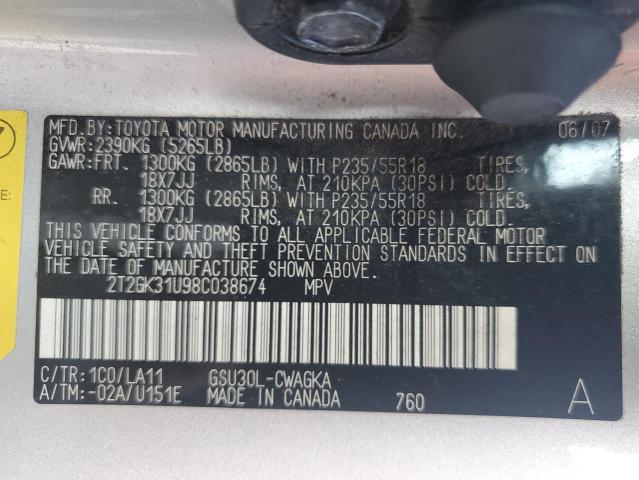 MFD.BY:TOYOTA MOTOR MANUFACTURING CANADA INC. 06/07
GVWR:2390KG (5265LB)
GAWR:FRT. 1300KG (2865LB) WITH P235/55R18 TIRES,
18X7JJ RIMS, AT 210KPA (30PSI) COLD.
RR. 1300KG (2865LB) WITH P235/55R18 TIRES,
18X7JJ RIMS, AT 210KPA (30PSI) COLD.
THIS VEHICLE CONFORMS TO ALL APPLICABLE FEDERAL MOTOR
VEHICLE SAFETY AND THEFT PREVENTION STANDARDS IN EFFECT ON
THE DATE OF MANUFACTURE SHOWN ABOVE.
2T2GK31U98C038674 MPV
C/TR:1C0/LA11 GSU30L-CWAGKA
A/TM:-02A/U151E MADE IN CANADA 760 A